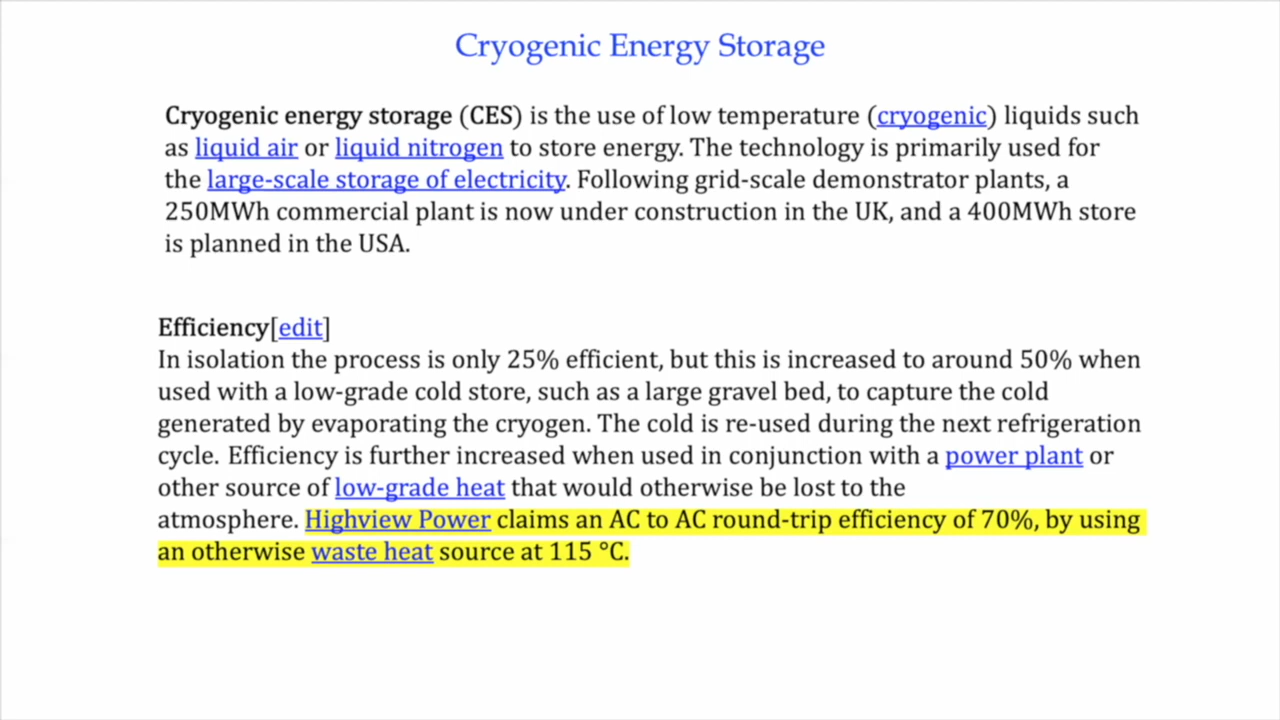 Cryogenic Energy Storage
Cryogenic energy storage (CES) is the use of low temperature (cryogenic) liquids such
as liquid air or liquid nitrogen to store energy. The technology is primarily used for
the large-scale storage of electricity. Following grid-scale demonstrator plants, a
250MWh commercial plant is now under construction in the UK, and a 400MWh store
is planned in the USA.
Efficiency[edit]
In isolation the process is only 25% efficient, but this is increased to around 50% when
used with a low-grade cold store, such as a large gravel bed, to capture the cold
generated by evaporating the cryogen. The cold is re-used during the next refrigeration
cycle. Efficiency is further increased when used in conjunction with a power plant or
other source of low-grade heat that would otherwise be lost to the
atmosphere. Highview Power claims an AC to AC round-trip efficiency of 70%, by using
an otherwise waste heat source at 115 °C.